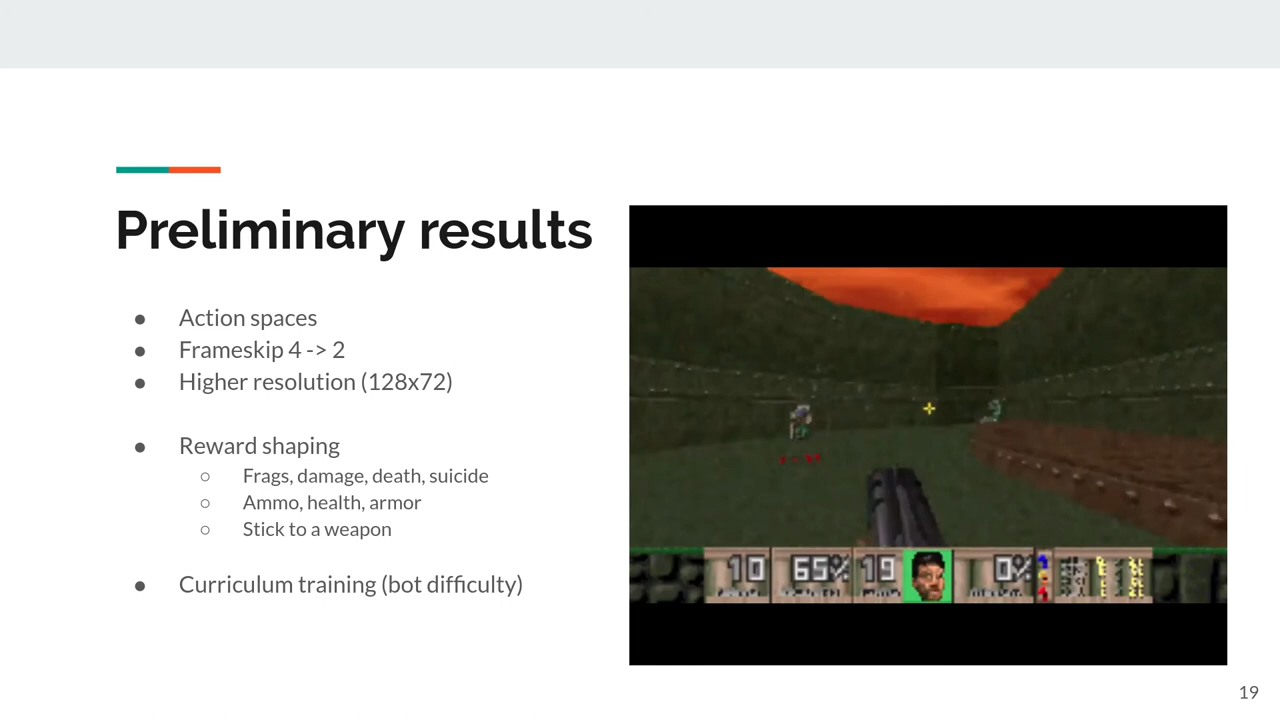 Preliminary results
● Action spaces
● Frameskip 4 -> 2
● Higher resolution (128x72)
● Reward shaping
○ Frags, damage, death, suicide
○ Ammo, health, armor
○ Stick to a weapon
● Curriculum training (bot difficulty)
10 65% 19 0%
19